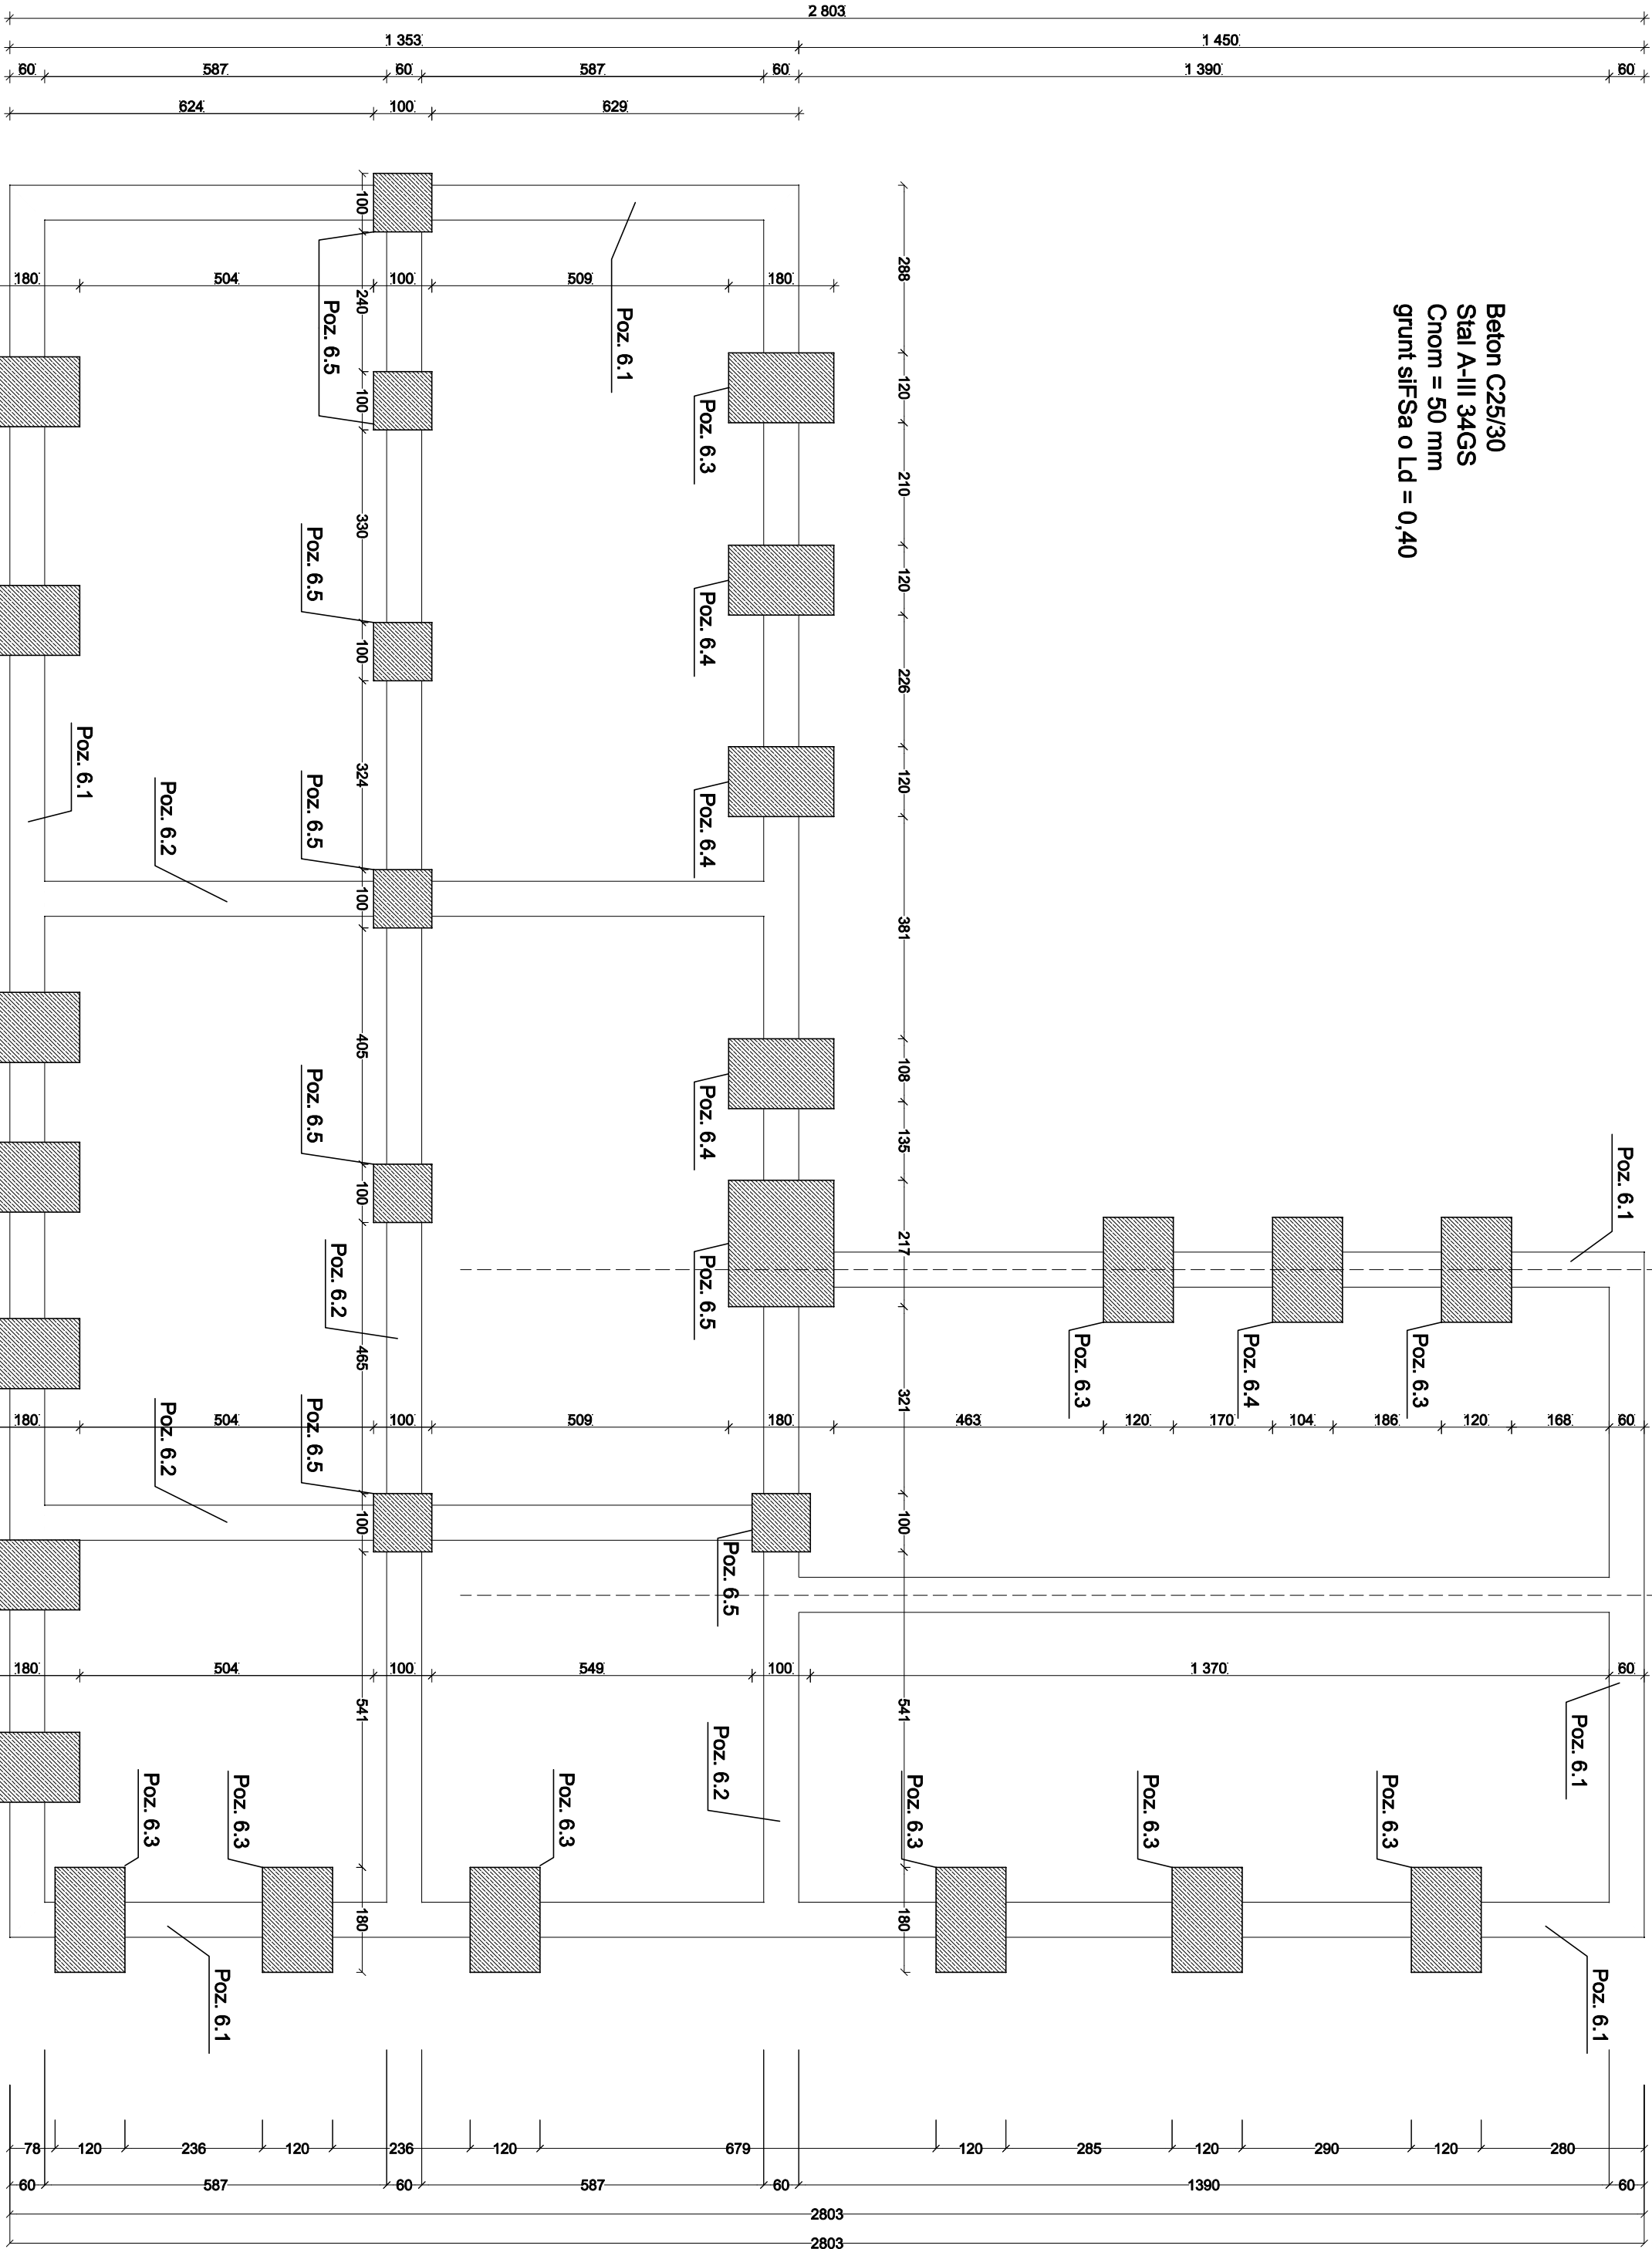 2 803
1 353
1 450
60
587
60
587
60
1 390
60
624
100
629
Beton C25/30
Stal A-III 34GS
Cnom = 50 mm
grunt siFSa o Ld = 0,40
100
240
100
330
100
324
100
405
100
465
100
541
180
288
120
210
120
226
120
381
108
135
217
321
100
541
180
180
504
100
509
180
Poz. 6.5
Poz. 6.1
Poz. 6.3
Poz. 6.5
Poz. 6.4
Poz. 6.1
Poz. 6.2
Poz. 6.5
Poz. 6.4
Poz. 6.5
Poz. 6.4
Poz. 6.1
Poz. 6.2
Poz. 6.5
Poz. 6.3
Poz. 6.4
Poz. 6.3
180
504
100
509
180
463
120
170
104
186
120
168
60
Poz. 6.2
Poz. 6.5
Poz. 6.5
180
504
100
549
100
1 370
60
Poz. 6.1
Poz. 6.2
Poz. 6.3
Poz. 6.3
Poz. 6.3
Poz. 6.3
Poz. 6.3
Poz. 6.3
Poz. 6.1
Poz. 6.1
78
120
236
120
236
120
679
120
285
120
290
120
280
60
587
60
587
60
1390
60
2803
2803